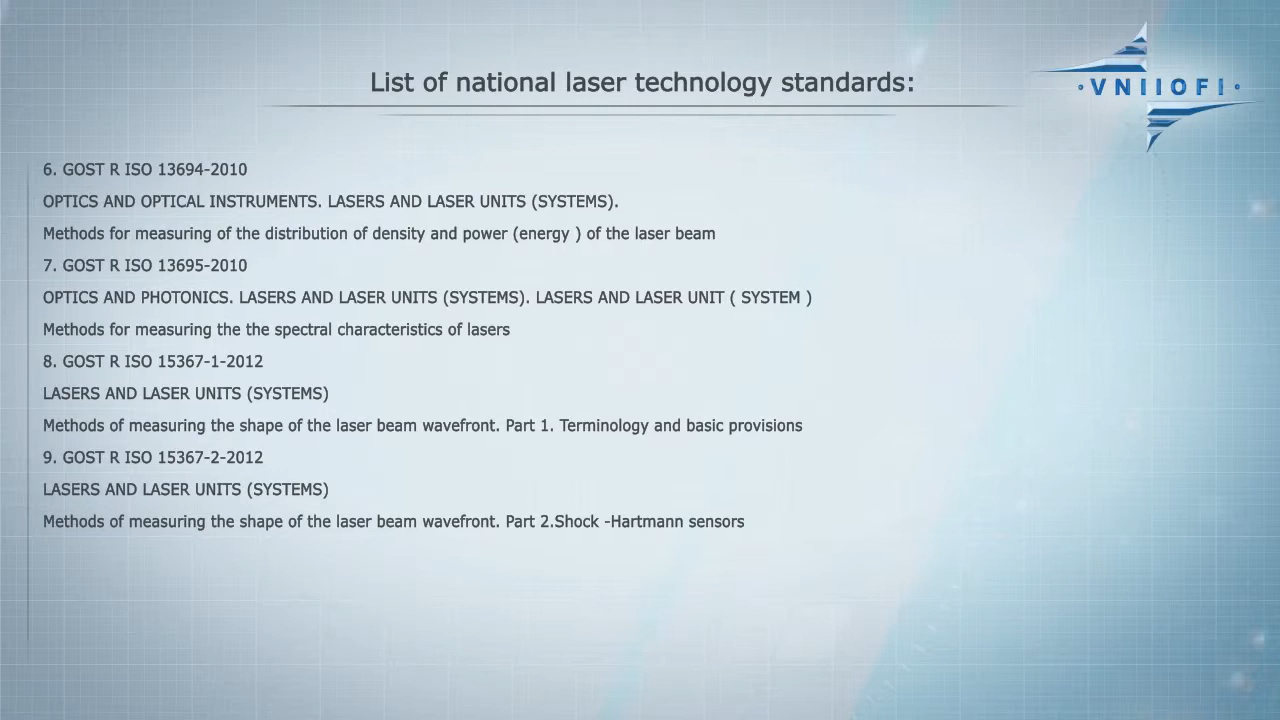 List of national laser technology standards:
· VNIIOFI ·
6. GOST R ISO 13694-2010
OPTICS AND OPTICAL INSTRUMENTS. LASERS AND LASER UNITS (SYSTEMS).
Methods for measuring of the distribution of density and power (energy ) of the laser beam
7. GOST R ISO 13695-2010
OPTICS AND PHOTONICS. LASERS AND LASER UNITS (SYSTEMS). LASERS AND LASER UNIT ( SYSTEM )
Methods for measuring the the spectral characteristics of lasers
8. GOST R ISO 15367-1-2012
LASERS AND LASER UNITS (SYSTEMS)
Methods of measuring the shape of the laser beam wavefront. Part 1. Terminology and basic provisions
9. GOST R ISO 15367-2-2012
LASERS AND LASER UNITS (SYSTEMS)
Methods of measuring the shape of the laser beam wavefront. Part 2.Shock -Hartmann sensors